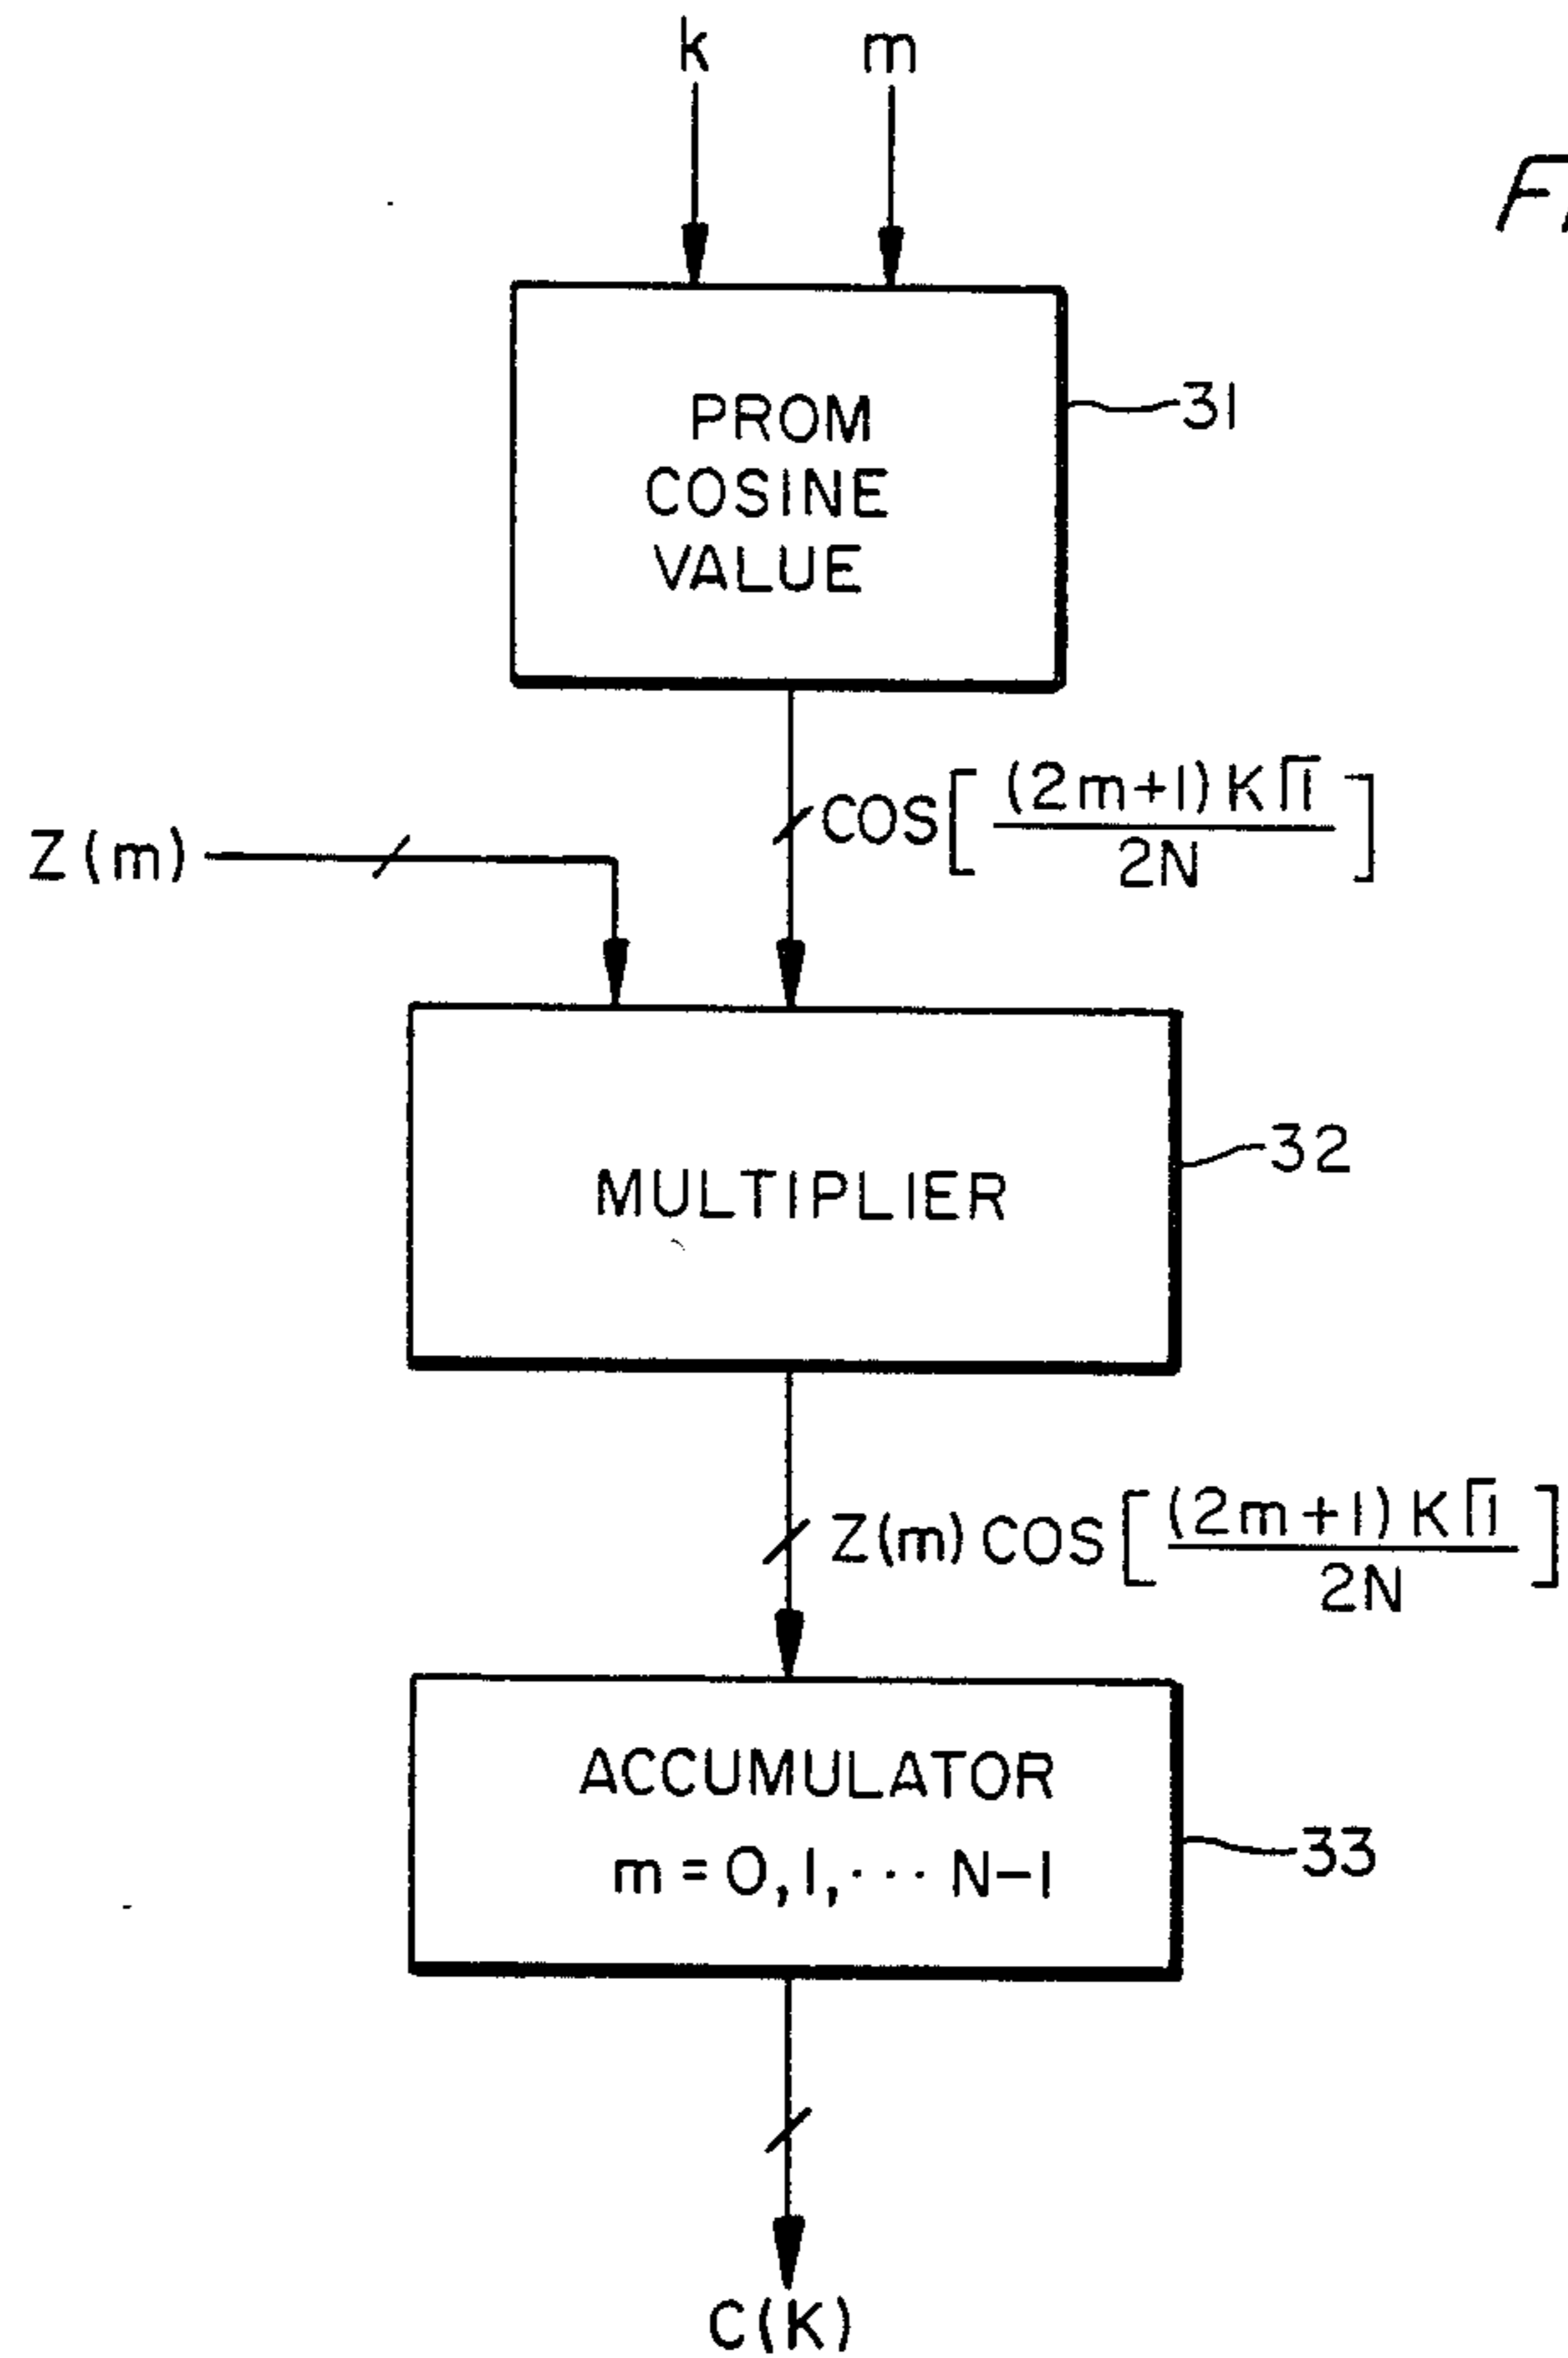 k m
PROM
COSINE
VALUE
31
COS[(2m+1)KΠ/2N]
Z(m)
MULTIPLIER
32
Z(m)COS[(2m+1)KΠ/2N]
ACCUMULATOR
m=0,1,···N-1
33
C(K)